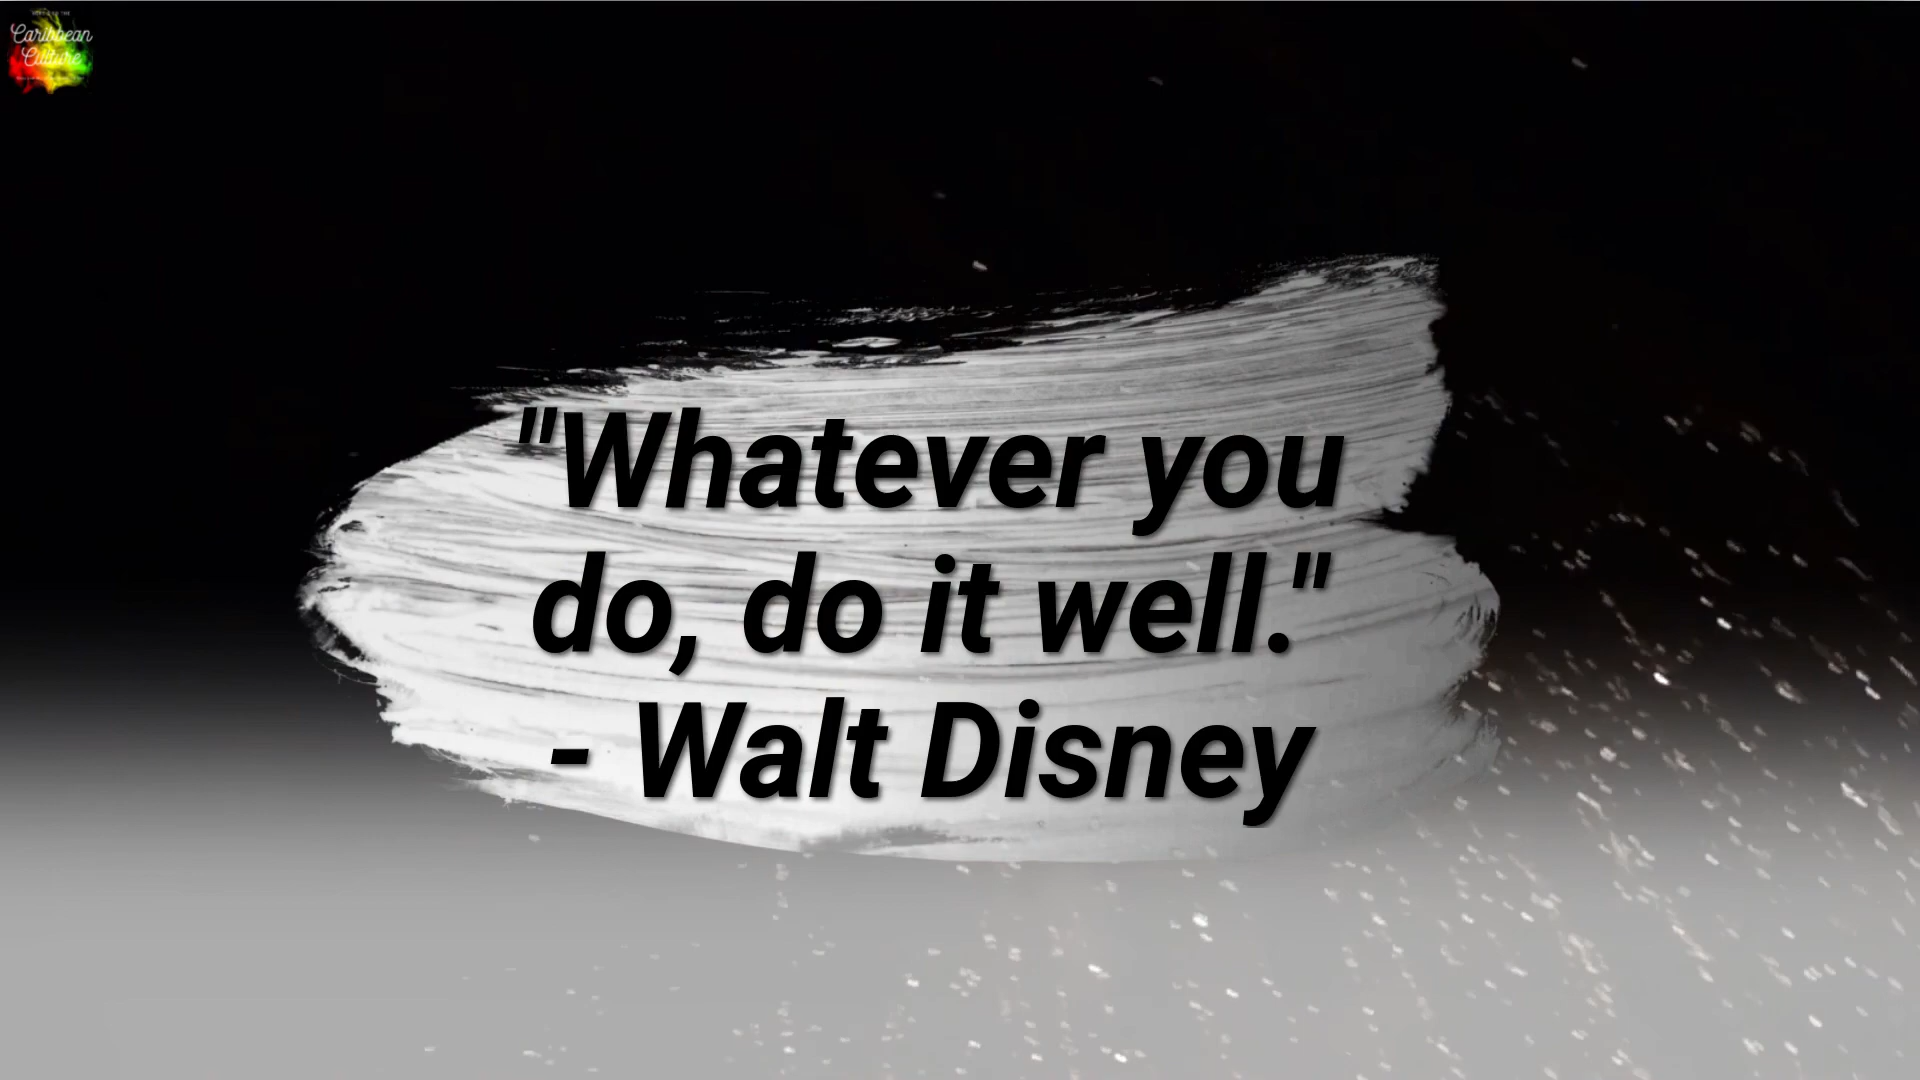 Caribbean
Culture
"Whatever you
do, do it well."
- Walt Disney